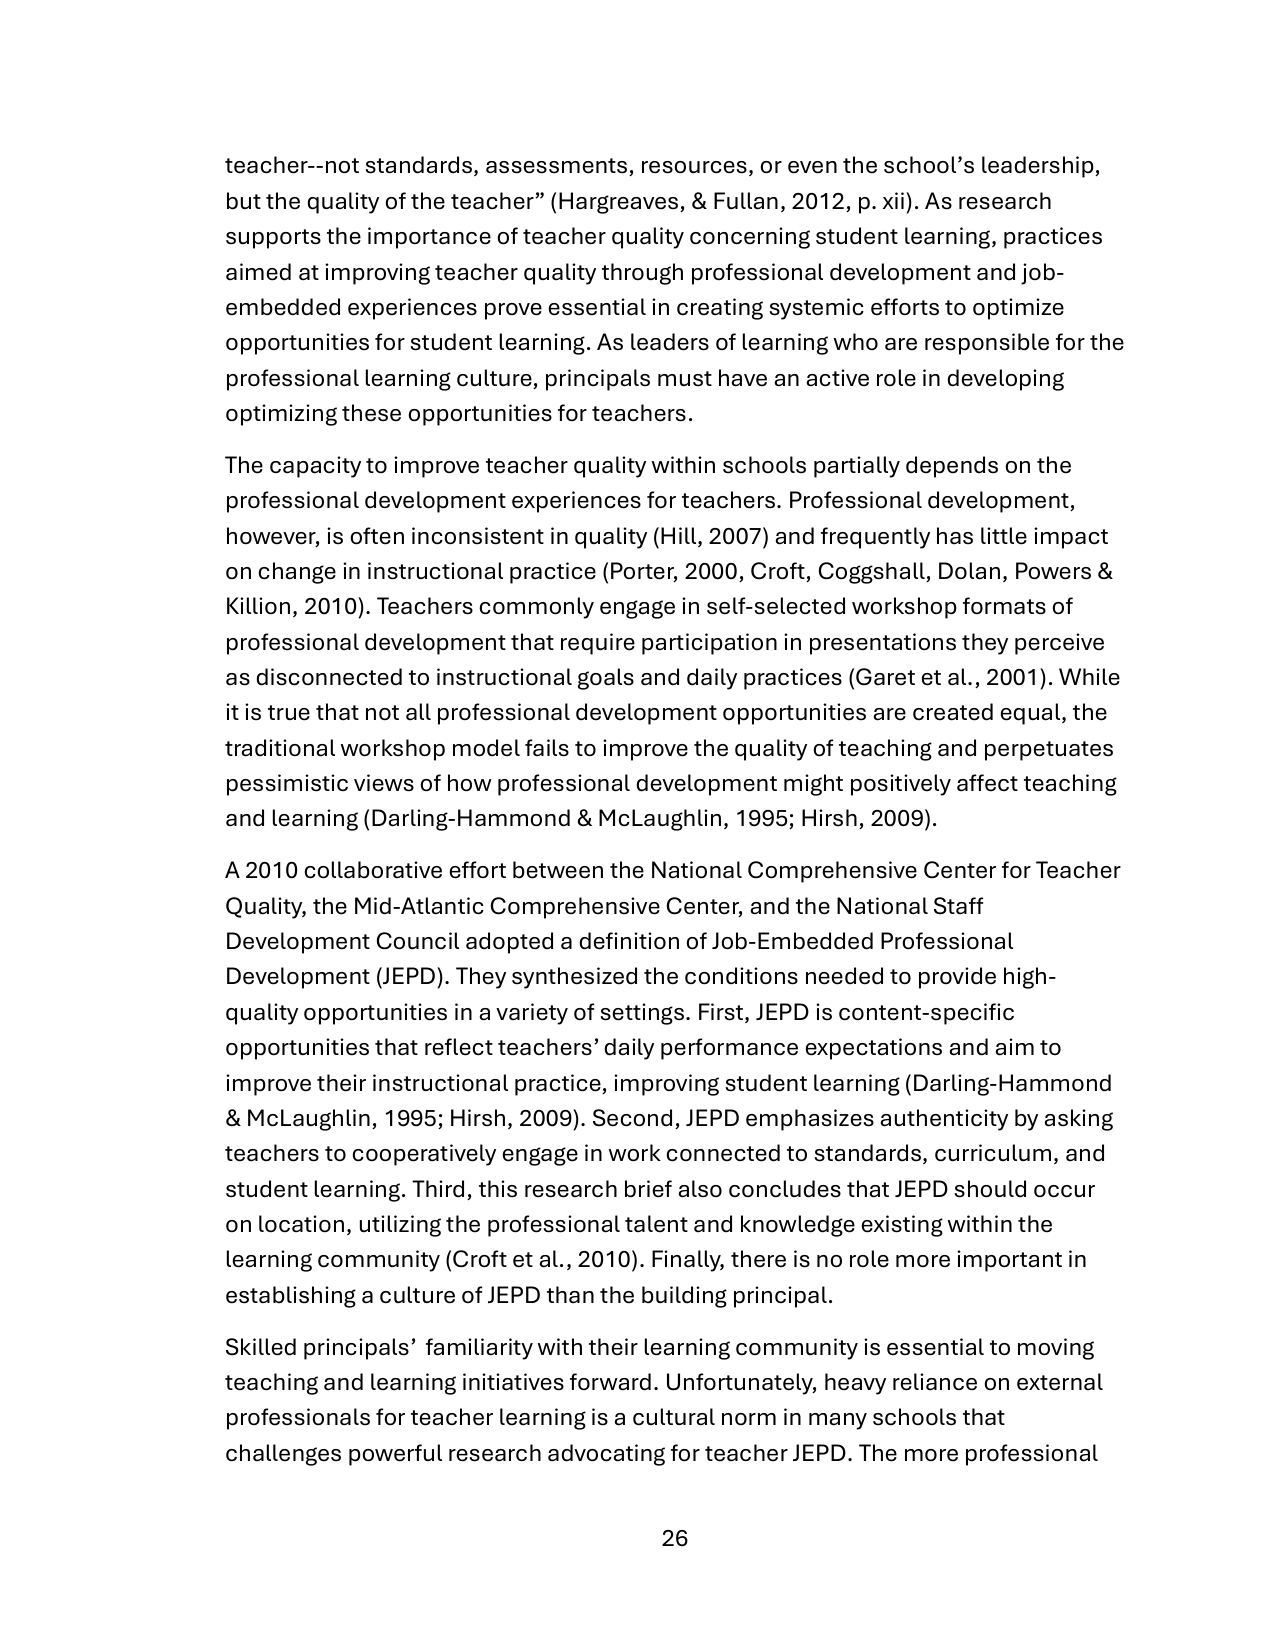 teacher--not standards, assessments, resources, or even the school’s leadership,
but the quality of the teacher” (Hargreaves, & Fullan, 2012, p. xii). As research
supports the importance of teacher quality concerning student learning, practices
aimed at improving teacher quality through professional development and job-
embedded experiences prove essential in creating systemic efforts to optimize
opportunities for student learning. As leaders of learning who are responsible for the
professional learning culture, principals must have an active role in developing
optimizing these opportunities for teachers.
The capacity to improve teacher quality within schools partially depends on the
professional development experiences for teachers. Professional development,
however, is often inconsistent in quality (Hill, 2007) and frequently has little impact
on change in instructional practice (Porter, 2000, Croft, Coggshall, Dolan, Powers &
Killion, 2010). Teachers commonly engage in self-selected workshop formats of
professional development that require participation in presentations they perceive
as disconnected to instructional goals and daily practices (Garet et al., 2001). While
it is true that not all professional development opportunities are created equal, the
traditional workshop model fails to improve the quality of teaching and perpetuates
pessimistic views of how professional development might positively affect teaching
and learning (Darling-Hammond & McLaughlin, 1995; Hirsh, 2009).
A 2010 collaborative effort between the National Comprehensive Center for Teacher
Quality, the Mid-Atlantic Comprehensive Center, and the National Staff
Development Council adopted a definition of Job-Embedded Professional
Development (JEPD). They synthesized the conditions needed to provide high-
quality opportunities in a variety of settings. First, JEPD is content-specific
opportunities that reflect teachers’ daily performance expectations and aim to
improve their instructional practice, improving student learning (Darling-Hammond
& McLaughlin, 1995; Hirsh, 2009). Second, JEPD emphasizes authenticity by asking
teachers to cooperatively engage in work connected to standards, curriculum, and
student learning. Third, this research brief also concludes that JEPD should occur
on location, utilizing the professional talent and knowledge existing within the
learning community (Croft et al., 2010). Finally, there is no role more important in
establishing a culture of JEPD than the building principal.
Skilled principals’ familiarity with their learning community is essential to moving
teaching and learning initiatives forward. Unfortunately, heavy reliance on external
professionals for teacher learning is a cultural norm in many schools that
challenges powerful research advocating for teacher JEPD. The more professional
26